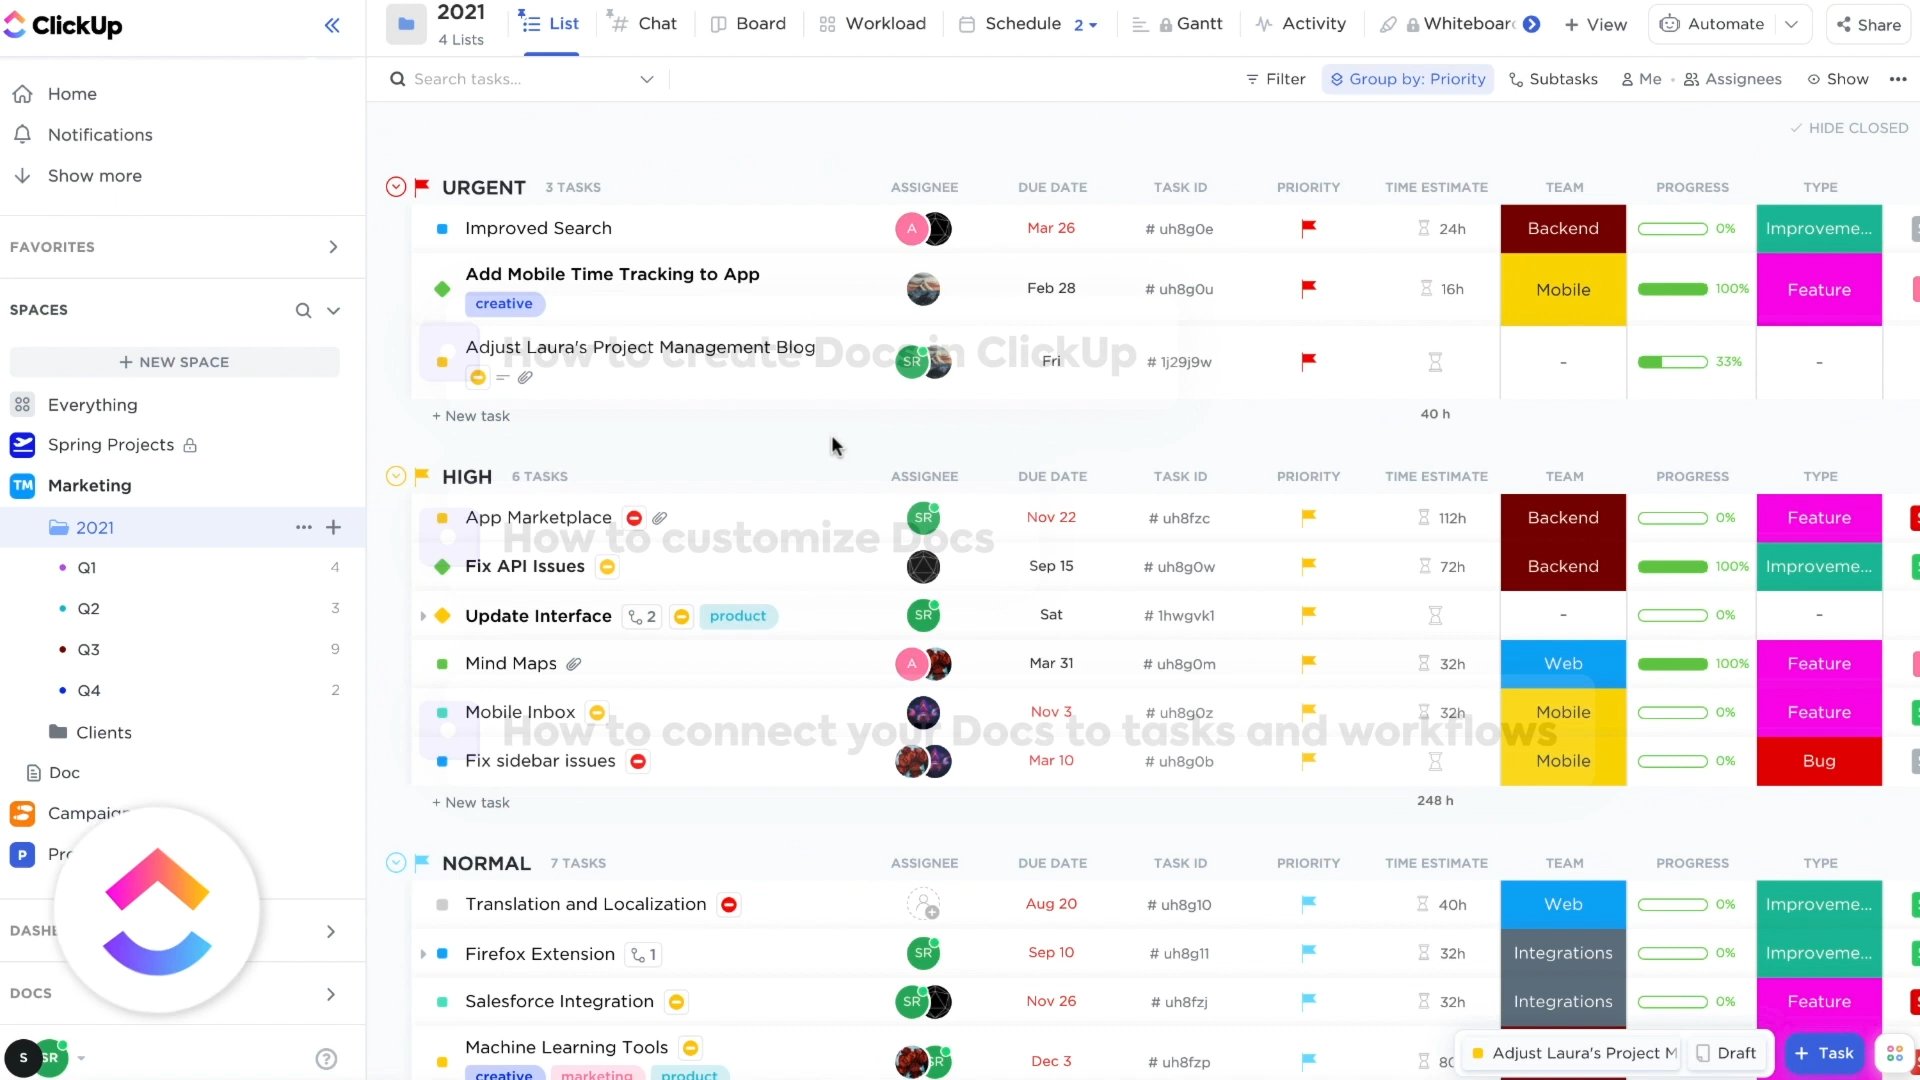 ClickUp
2021
4 Lists
List
Chat
Board
Workload
Schedule 2
Gantt
Activity
Whiteboar
+ View
Automate
Share
Search tasks...
Filter
Group by: Priority
Subtasks
Me
Assignees
Show
HIDE CLOSED
Home
Notifications
Show more
FAVORITES
SPACES
+ NEW SPACE
Everything
Spring Projects
TM Marketing
2021
Q1 4
Q2 3
Q3 9
Q4 2
Clients
Doc
Campaign
P Pro
DASHB
DOCS
S SR
URGENT 3 TASKS ASSIGNEE DUE DATE TASK ID PRIORITY TIME ESTIMATE TEAM PROGRESS TYPE
Improved Search A Mar 26 # uh8g0e 24h Backend 0% Improveme...
Add Mobile Time Tracking to App Feb 28 # uh8g0u 16h Mobile 100% Feature
creative
How to create Docs in ClickUp
Adjust Laura's Project Management Blog SR Fri # 1j29j9w - 33% -
+ New task 40 h
HIGH 6 TASKS ASSIGNEE DUE DATE TASK ID PRIORITY TIME ESTIMATE TEAM PROGRESS TYPE
App Marketplace SR Nov 22 # uh8fzc 112h Backend 0% Feature
How to customize Docs
Fix API Issues Sep 15 # uh8g0w 72h Backend 100% Improveme...
Update Interface 2 product SR Sat # 1hwgvk1 - 0% -
Mind Maps A Mar 31 # uh8g0m 32h Web 100% Feature
Mobile Inbox Nov 3 # uh8g0z 32h Mobile 0% Feature
How to connect your Docs to tasks and workflows
Fix sidebar issues Mar 10 # uh8g0b Mobile 0% Bug
+ New task 248 h
NORMAL 7 TASKS ASSIGNEE DUE DATE TASK ID PRIORITY TIME ESTIMATE TEAM PROGRESS TYPE
Translation and Localization Aug 20 # uh8g10 40h Web 0% Improveme...
Firefox Extension 1 SR Sep 10 # uh8g11 32h Integrations 0% Improveme...
Salesforce Integration SR Nov 26 # uh8fzj 32h Integrations 0% Feature
Machine Learning Tools SR Dec 3 # uh8fzp 80
creative marketing product
Adjust Laura's Project M
Draft
+ Task